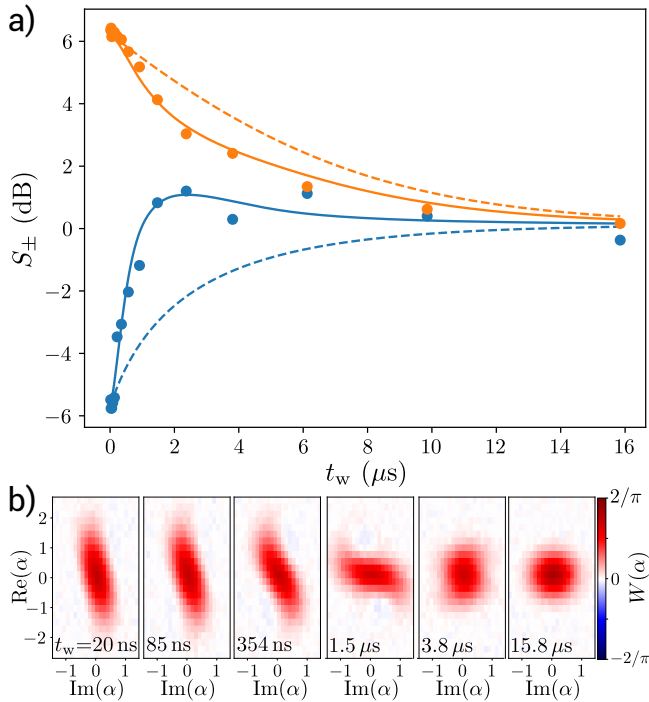 a)
S± (dB)
6
4
2
0
−2
−4
−6
0 2 4 6 8 10 12 14 16
t_w (μs)
b)
Re(α)
2
1
0
−1
−2
t_w=20 ns
85 ns
354 ns
1.5 μs
3.8 μs
15.8 μs
−1 0 1
−1 0 1
−1 0 1
−1 0 1
−1 0 1
−1 0 1
Im(α)
Im(α)
Im(α)
Im(α)
Im(α)
Im(α)
2/π
0
−2/π
W(α)